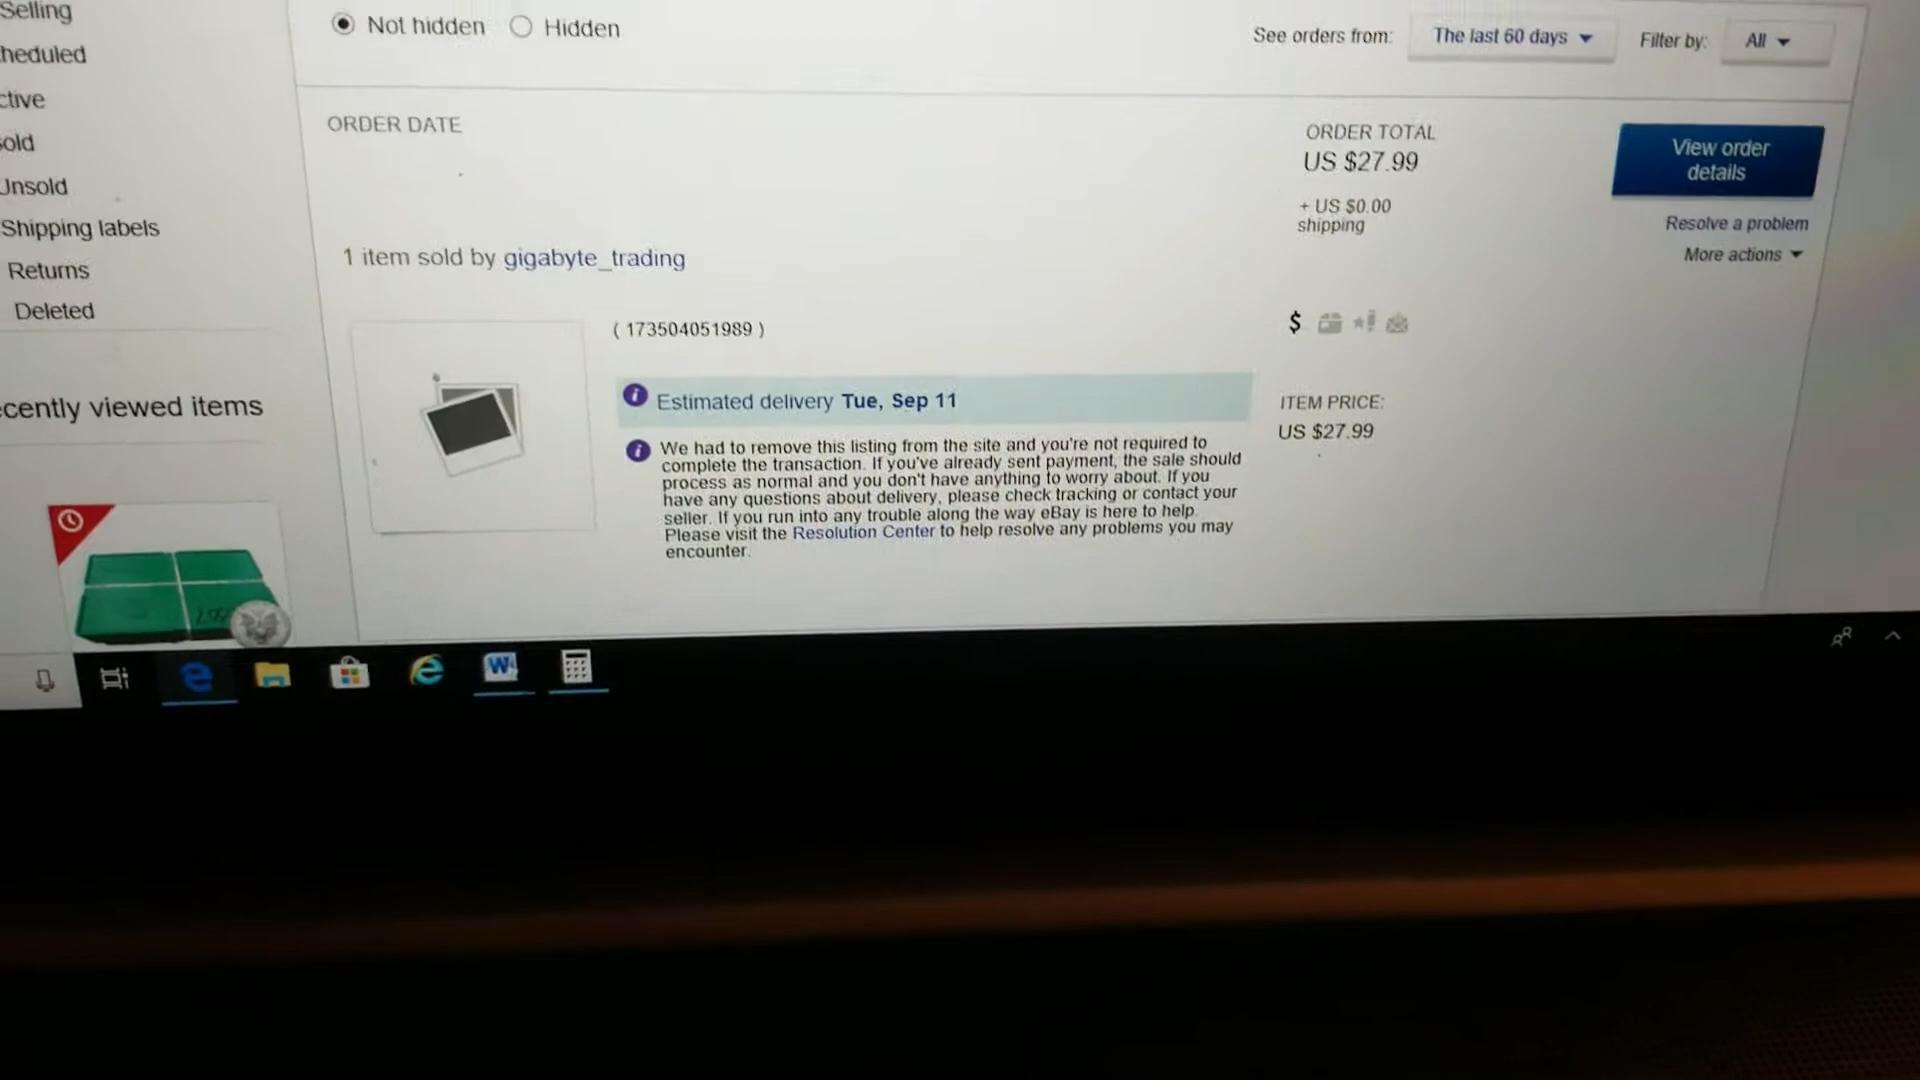 Selling
heduled
ctive
old
Unsold
Shipping labels
Returns
Deleted
cently viewed items
Not hidden
Hidden
See orders from:
The last 60 days
Filter by:
All
ORDER DATE
ORDER TOTAL
US $27.99
+ US $0.00
shipping
View order
details
Resolve a problem
More actions
1 item sold by gigabyte_trading
( 173504051989 )
$
Estimated delivery Tue, Sep 11
We had to remove this listing from the site and you're not required to
complete the transaction. If you've already sent payment, the sale should
process as normal and you don't have anything to worry about. If you
have any questions about delivery, please check tracking or contact your
seller. If you run into any trouble along the way eBay is here to help.
Please visit the Resolution Center to help resolve any problems you may
encounter.
ITEM PRICE:
US $27.99